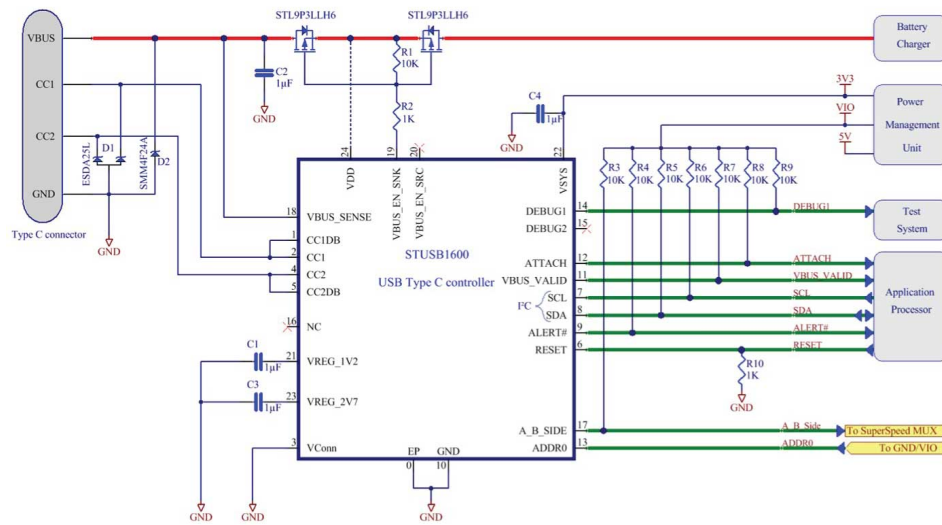 STL9P3LLH6
STL9P3LLH6
VBUS
Battery
Charger
R1
10K
C2
1µF
GND
CC1
R2
1K
C4
1µF
GND
3V3
VIO
5V
Power
Management
Unit
CC2
ESDA25L
D1
SMM4F24A
D2
GND
Type C connector
GND
24
VDD
19
VBUS_EN_SNK
20
VBUS_EN_SRC
22
VSYS
R3
10K
R4
10K
R5
10K
R6
10K
R7
10K
R8
10K
R9
10K
18
VBUS_SENSE
1
CC1DB
2
CC1
4
CC2
5
CC2DB
16
NC
21
VREG_1V2
23
VREG_2V7
3
VConn
STUSB1600
USB Type C controller
DEBUG1
14
DEBUG1
Test
System
DEBUG2
15
ATTACH
12
ATTACH
VBUS_VALID
11
VBUS_VALID
I²C
SCL
7
SCL
SDA
8
SDA
ALERT#
9
ALERT#
RESET
6
RESET
Application
Processor
R10
1K
GND
C1
1µF
C3
1µF
A_B_SIDE
17
A_B_Side
To SuperSpeed MUX
ADDR0
13
ADDR0
To GND/VIO
EP
0
GND
10
GND
GND
GND